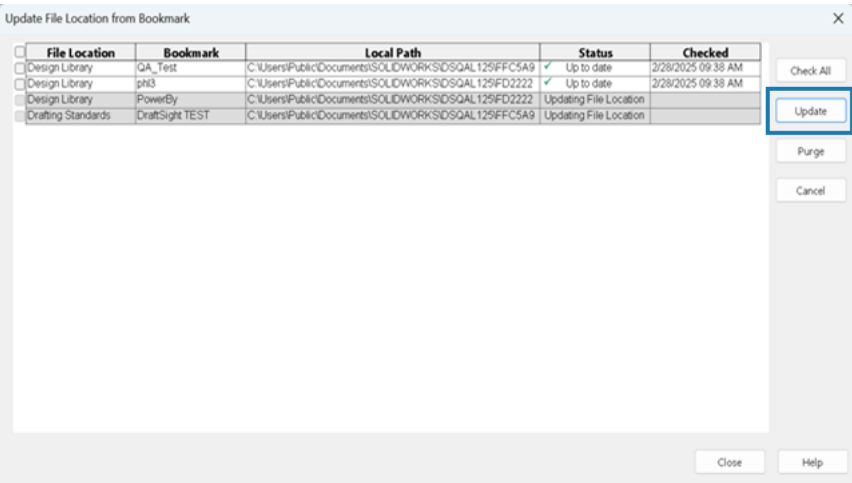 Update File Location from Bookmark
File Location Bookmark Local Path Status Checked
Design Library QA_Test C:\Users\Public\Documents\SOLIDWORKS\DSQAL125\FFC5A9 Up to date 2/28/2025 09:38 AM
Design Library phl3 C:\Users\Public\Documents\SOLIDWORKS\DSQAL125\FD2222 Up to date 2/28/2025 09:38 AM
Design Library PowerBy C:\Users\Public\Documents\SOLIDWORKS\DSQAL125\FD2222 Updating File Location
Drafting Standards DraftSight TEST C:\Users\Public\Documents\SOLIDWORKS\DSQAL125\FFC5A9 Updating File Location
Check All
Update
Purge
Cancel
Close Help